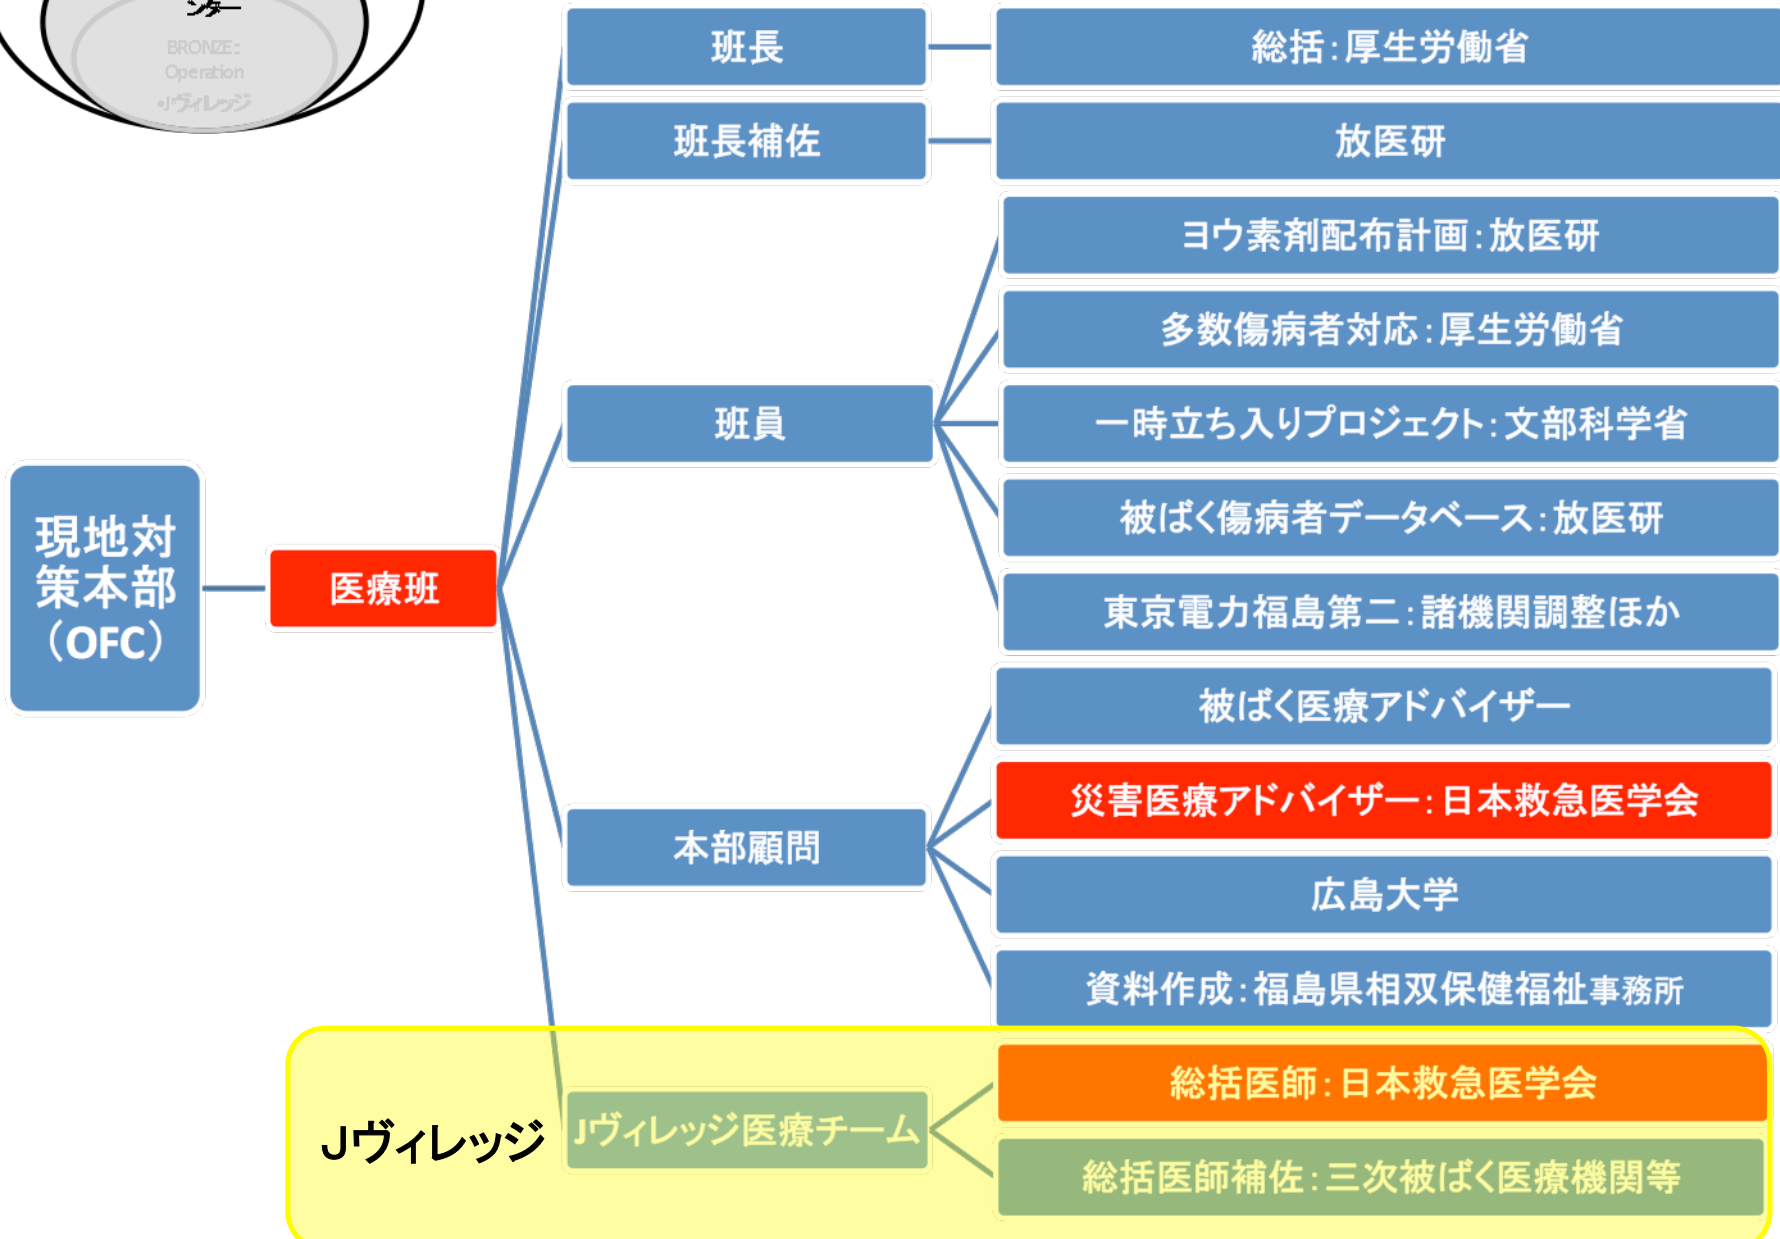 ンター
BRONZE:
Operation
•Jヴィレッジ
班長
総括:厚生労働省
班長補佐
放医研
ヨウ素剤配布計画:放医研
多数傷病者対応:厚生労働省
班員
一時立ち入りプロジェクト:文部科学省
被ばく傷病者データベース:放医研
現地対
策本部
（OFC）
医療班
東京電力福島第二:諸機関調整ほか
被ばく医療アドバイザー
災害医療アドバイザー:日本救急医学会
本部顧問
広島大学
資料作成:福島県相双保健福祉事務所
総括医師:日本救急医学会
Jヴィレッジ
Jヴィレッジ医療チーム
総括医師補佐:三次被ばく医療機関等